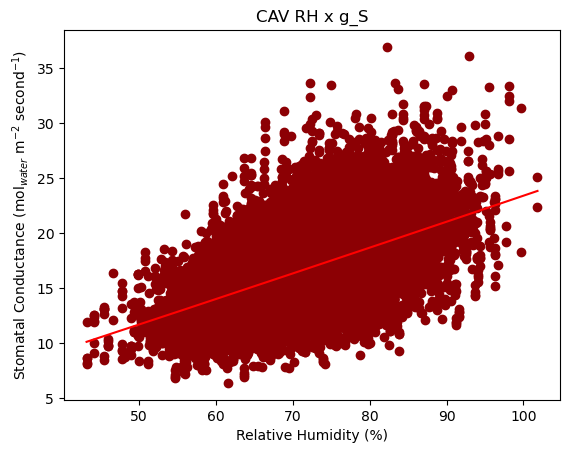 CAV RH x g_S
Stomatal Conductance (mol_water m⁻² second⁻¹)
35
30
25
20
15
10
5
50 60 70 80 90 100
Relative Humidity (%)